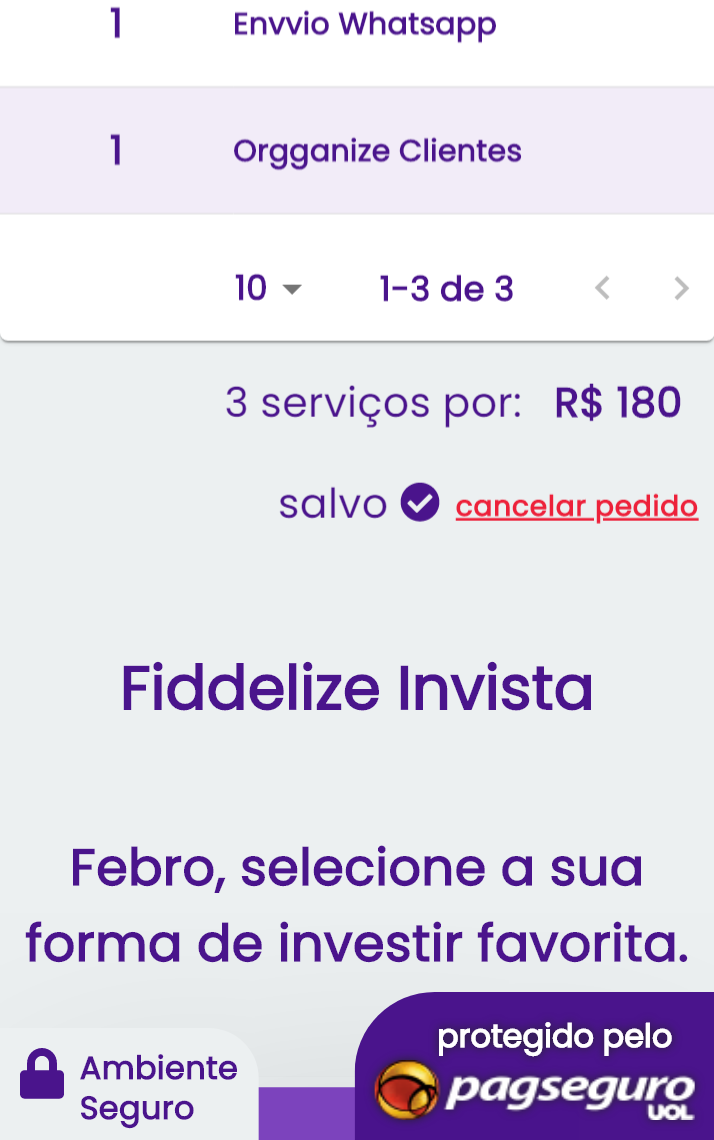 1 Envvio Whatsapp
1 Orgganize Clientes
10 1-3 de 3
3 serviços por: R$ 180
salvo cancelar pedido
Fiddelize Invista
Febro, selecione a sua
forma de investir favorita.
protegido pelo
pagseguro
UOL
Ambiente
Seguro